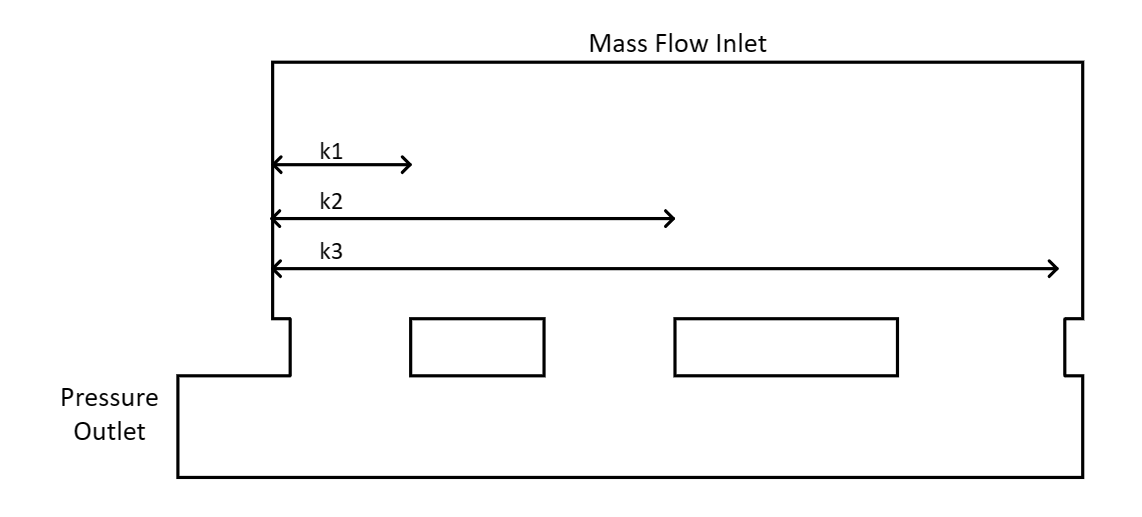 Mass Flow Inlet
k1
k2
k3
Pressure
Outlet